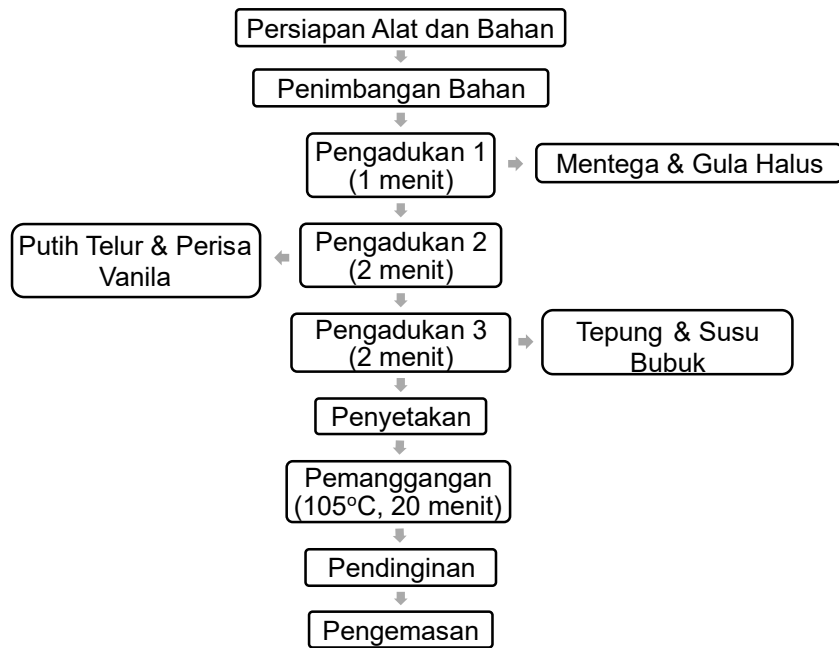 Persiapan Alat dan Bahan
Penimbangan Bahan
Pengadukan 1
(1 menit)
Mentega & Gula Halus
Putih Telur & Perisa
Vanila
Pengadukan 2
(2 menit)
Pengadukan 3
(2 menit)
Tepung & Susu
Bubuk
Penyetakan
Pemanggangan
(105°C, 20 menit)
Pendinginan
Pengemasan